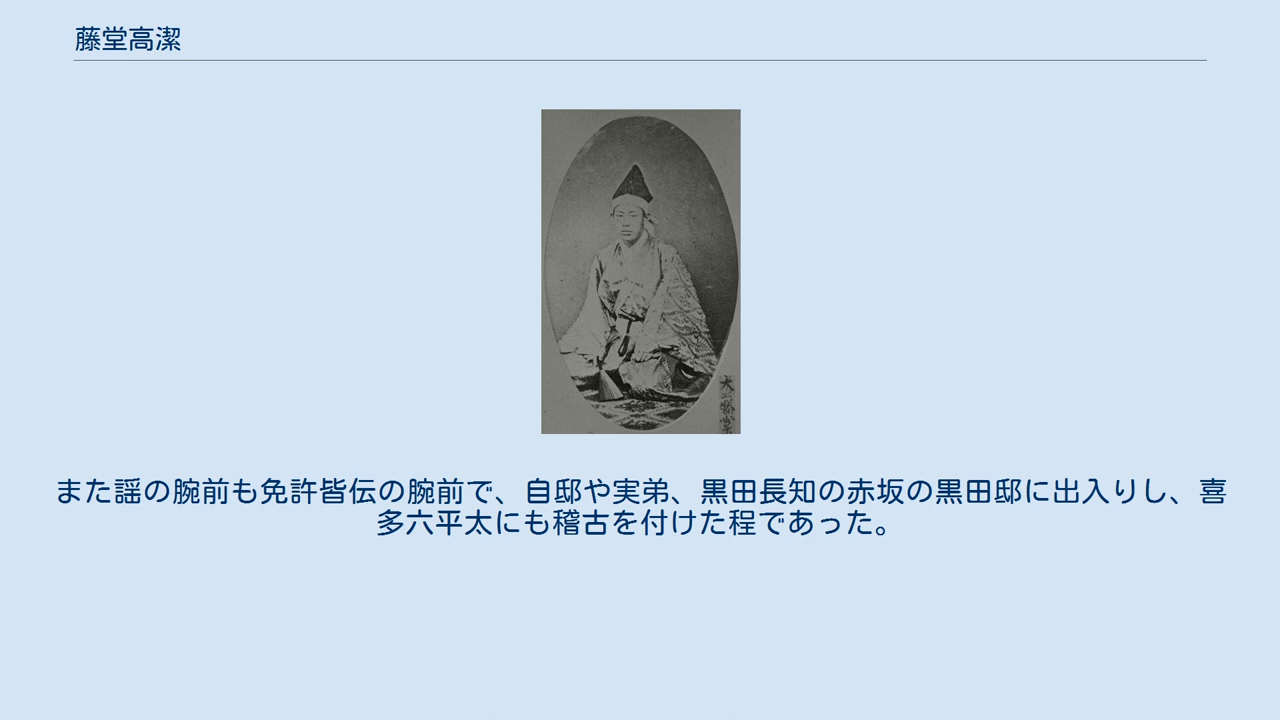 藤堂高潔
また謡の腕前も免許皆伝の腕前で、自邸や実弟、黒田長知の赤坂の黒田邸に出入りし、喜
多六平太にも稽古を付けた程であった。